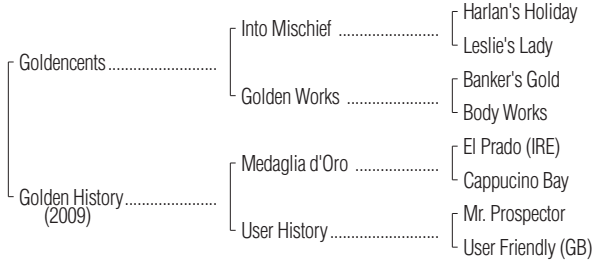 Harlan's Holiday
Into Mischief ....................
Leslie's Lady
Goldencents ......................
Banker's Gold
Golden Works ..................
Body Works
El Prado (IRE)
Medaglia d'Oro ................
Cappucino Bay
Golden History ...................
(2009)
Mr. Prospector
User History ......................
User Friendly (GB)